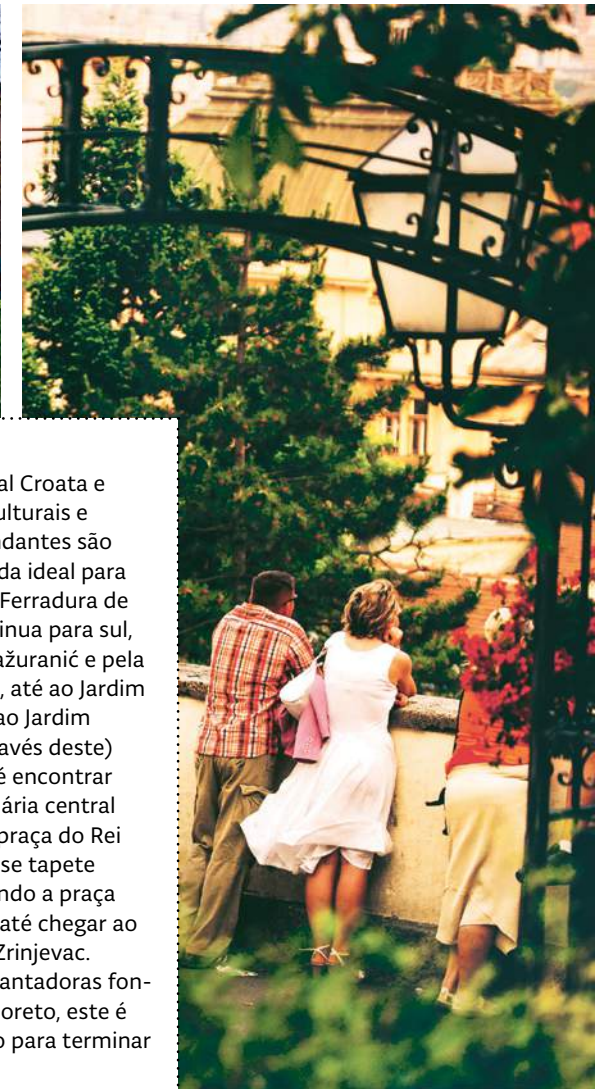 al Croata e
ulturais e
ndantes são
da ideal para
Ferradura de
inua para sul,
ažuranić e pela
, até ao Jardim
ao Jardim
avés deste)
é encontrar
ária central
praça do Rei
se tapete
ndo a praça
até chegar ao
Zrinjevac.
antadoras fon-
oreto, este é
o para terminar